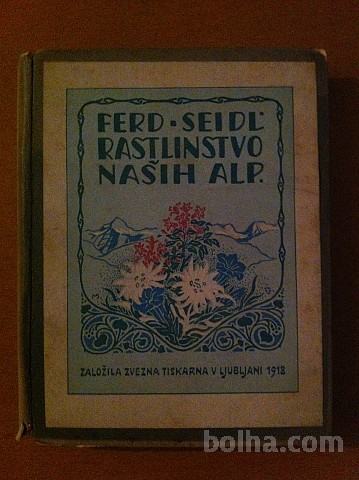 FERD • SEIDL:
RASTLINSTVO
NAŠIH ALP.
ZALOŽILA ZVEZNA TISKARNA V LJUBLJANI 1918
bolha.com